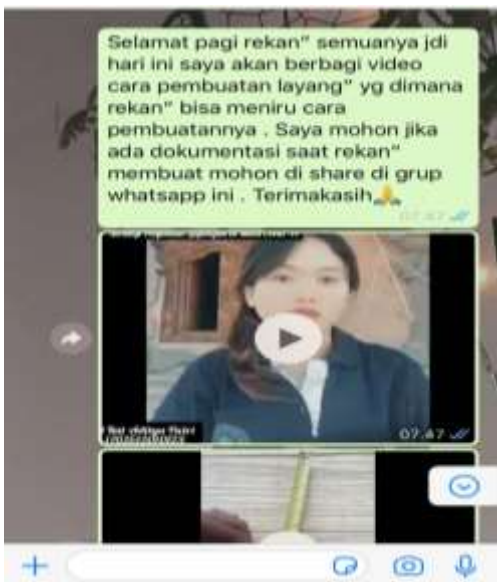 Selamat pagi rekan" semuanya jdi
hari ini saya akan berbagi video
cara pembuatan layang" yg dimana
rekan" bisa meniru cara
pembuatannya . Saya mohon jika
ada dokumentasi saat rekan"
membuat mohon di share di grup
whatsapp ini . Terimakasih🙏
07.47
07.47